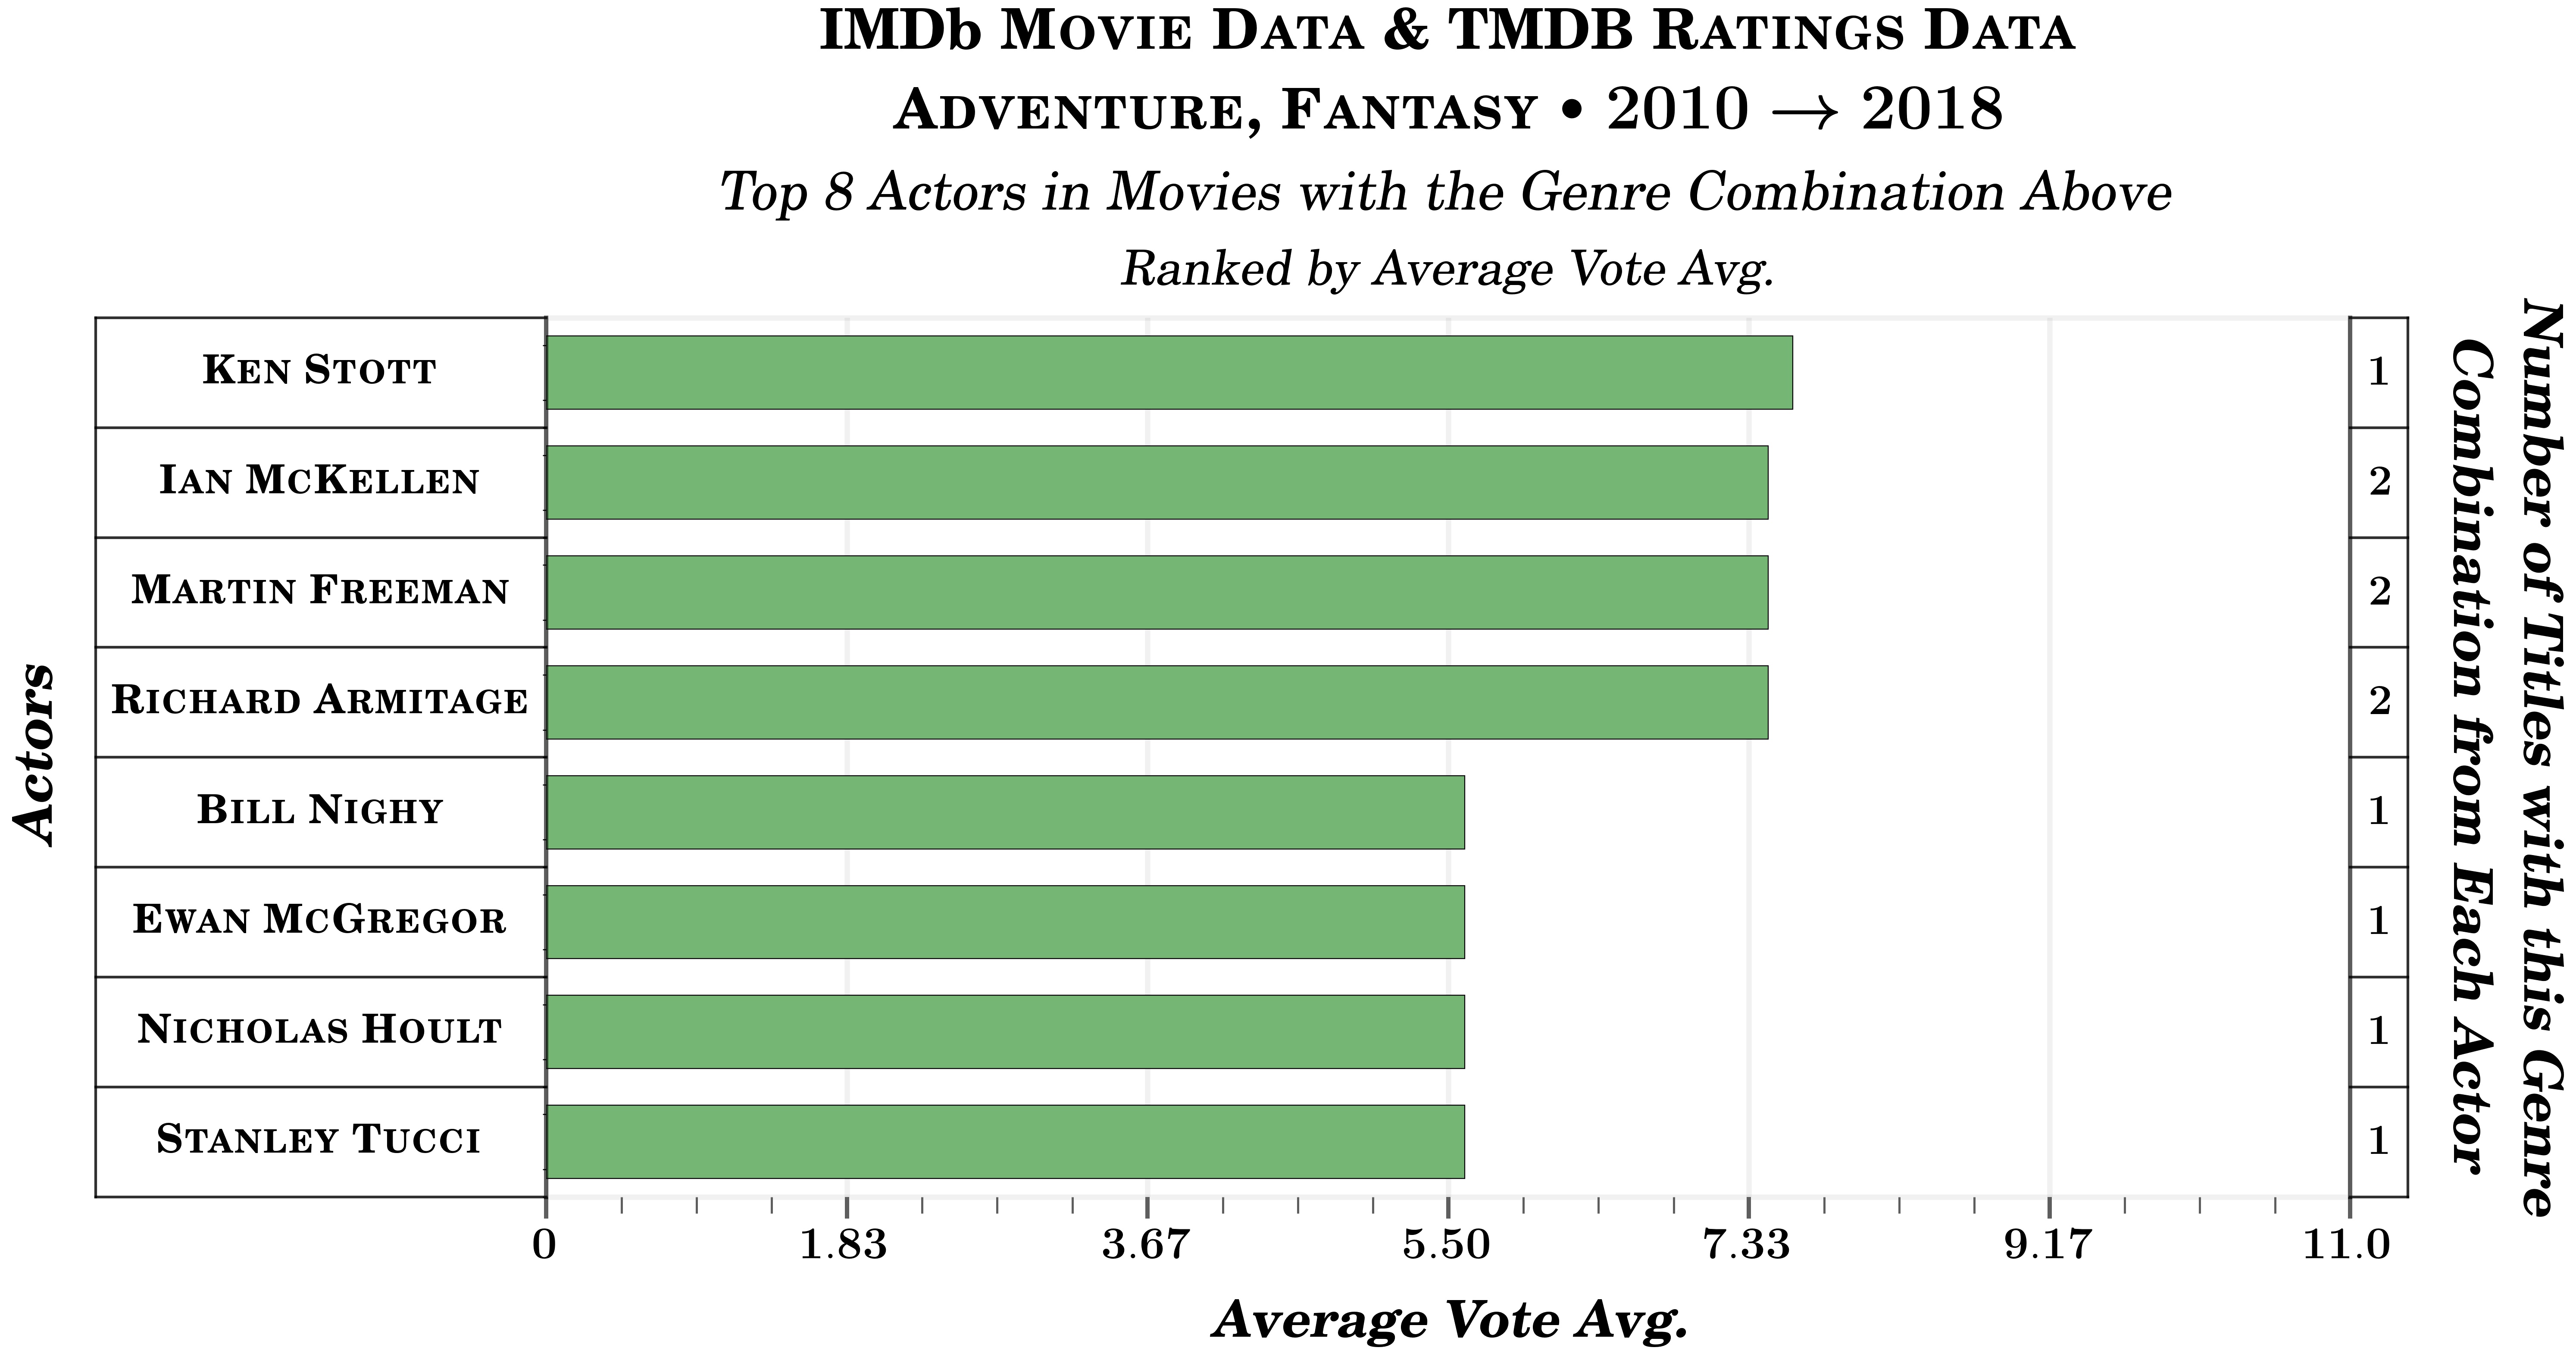 IMDb Movie Data & TMDB Ratings Data
Adventure, Fantasy • 2010 → 2018
Top 8 Actors in Movies with the Genre Combination Above
Ranked by Average Vote Avg.
Actors
Ken Stott
Ian McKellen
Martin Freeman
Richard Armitage
Bill Nighy
Ewan McGregor
Nicholas Hoult
Stanley Tucci
1
2
2
2
1
1
1
1
Number of Titles with this Genre
Combination from Each Actor
0 1.83 3.67 5.50 7.33 9.17 11.0
Average Vote Avg.